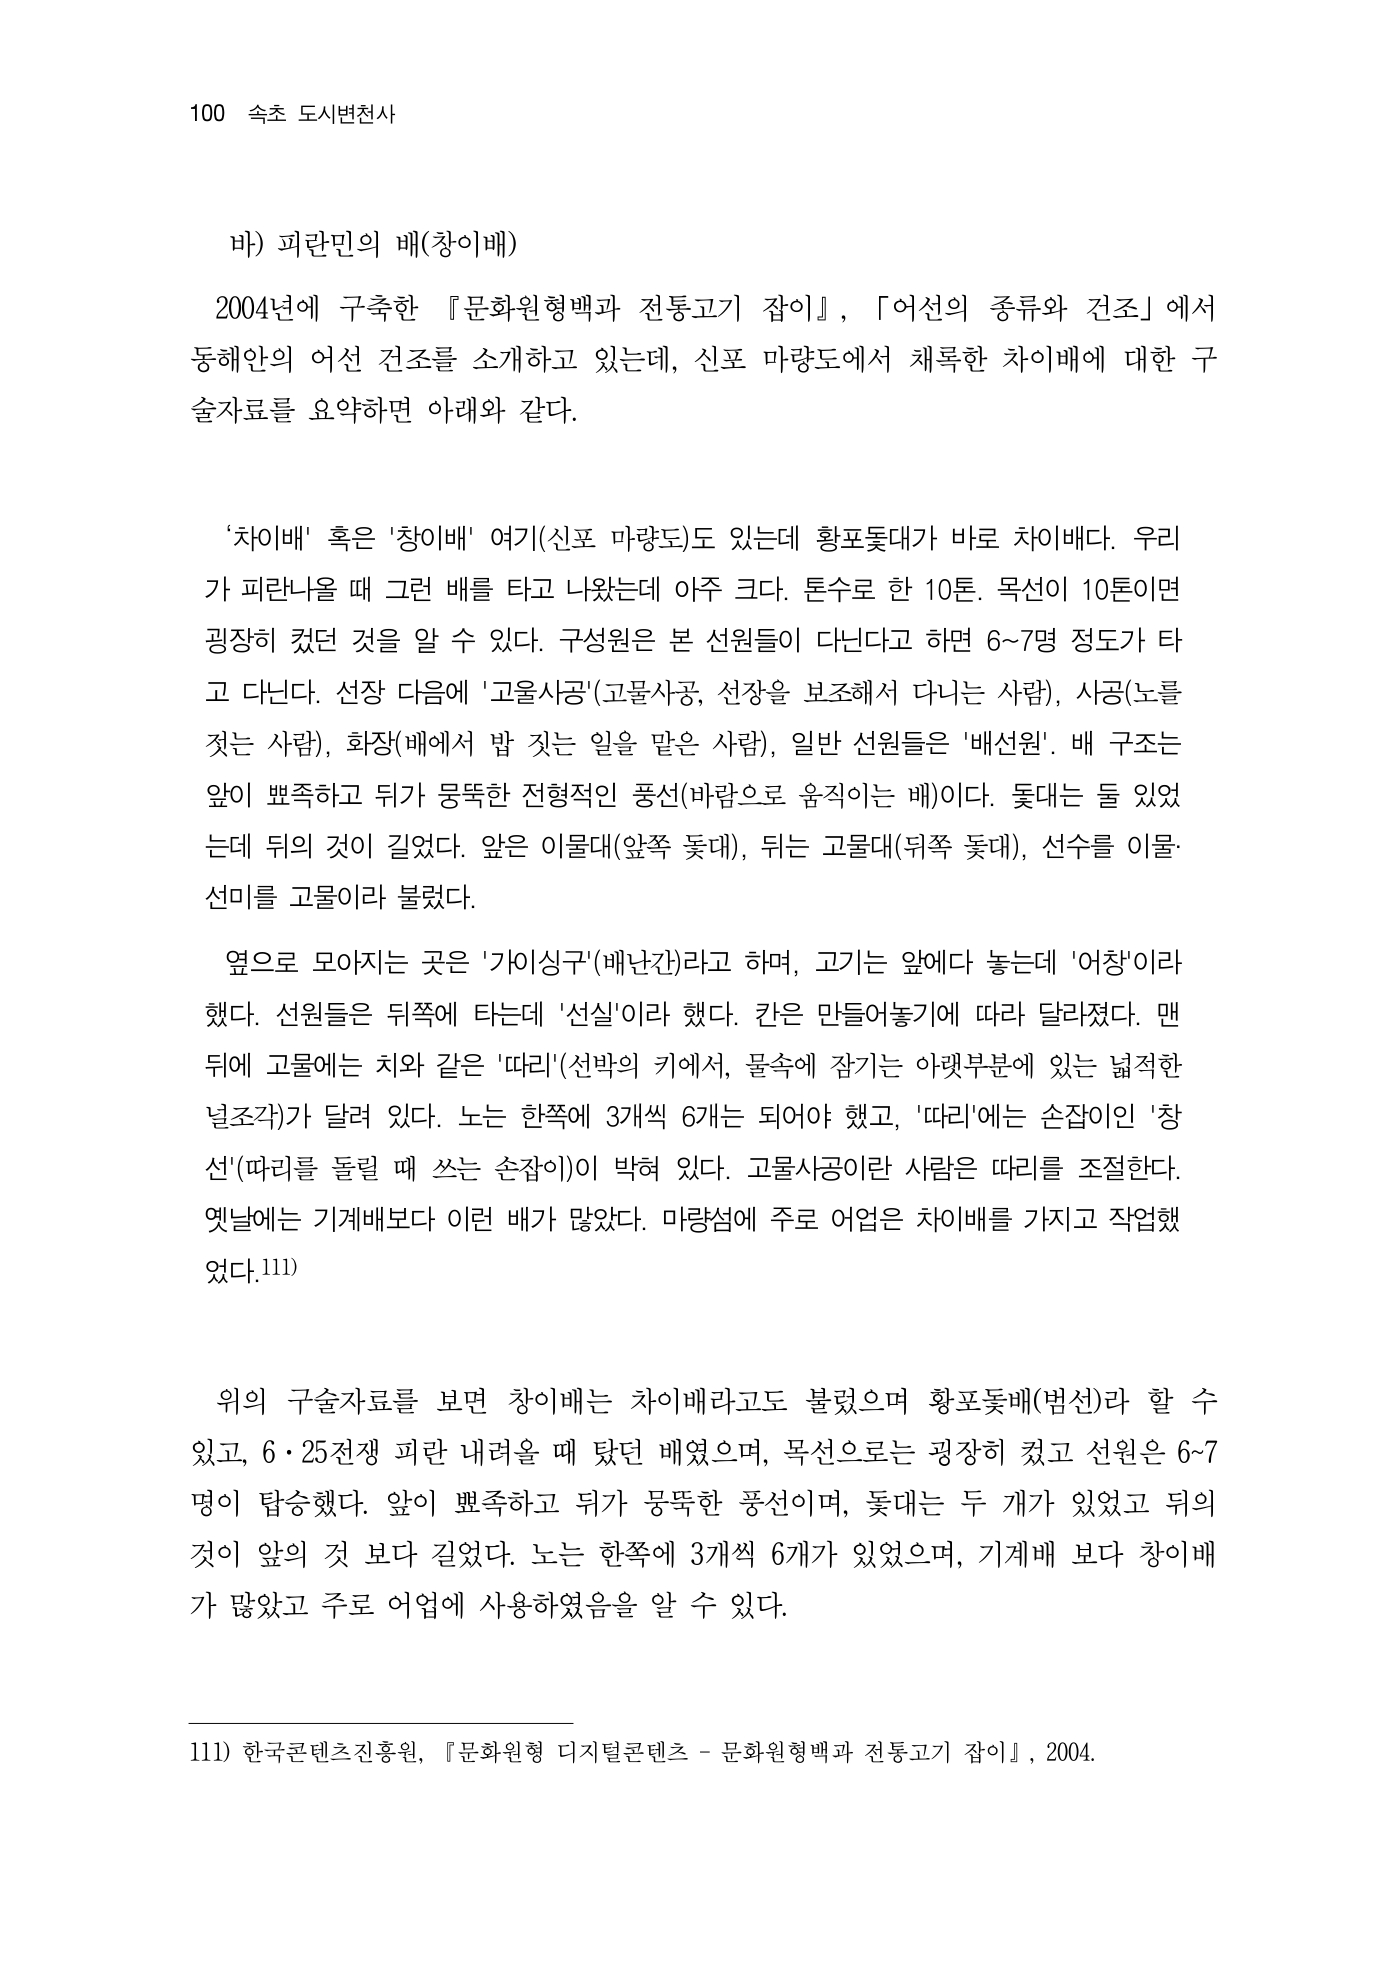 100 속초 도시변천사
바) 피란민의 배(창이배)
2004년에 구축한 『문화원형백과 전통고기 잡이』, 「어선의 종류와 건조」에서
동해안의 어선 건조를 소개하고 있는데, 신포 마량도에서 채록한 차이배에 대한 구
술자료를 요약하면 아래와 같다.
‘차이배' 혹은 '창이배' 여기(신포 마량도)도 있는데 황포돛대가 바로 차이배다. 우리
가 피란나올 때 그런 배를 타고 나왔는데 아주 크다. 톤수로 한 10톤. 목선이 10톤이면
굉장히 컸던 것을 알 수 있다. 구성원은 본 선원들이 다닌다고 하면 6~7명 정도가 타
고 다닌다. 선장 다음에 '고울사공'(고물사공, 선장을 보조해서 다니는 사람), 사공(노를
젓는 사람), 화장(배에서 밥 짓는 일을 맡은 사람), 일반 선원들은 '배선원'. 배 구조는
앞이 뾰족하고 뒤가 뭉뚝한 전형적인 풍선(바람으로 움직이는 배)이다. 돛대는 둘 있었
는데 뒤의 것이 길었다. 앞은 이물대(앞쪽 돛대), 뒤는 고물대(뒤쪽 돛대), 선수를 이물·
선미를 고물이라 불렀다.
옆으로 모아지는 곳은 '가이싱구'(배난간)라고 하며, 고기는 앞에다 놓는데 '어창'이라
했다. 선원들은 뒤쪽에 타는데 '선실'이라 했다. 칸은 만들어놓기에 따라 달라졌다. 맨
뒤에 고물에는 치와 같은 '따리'(선박의 키에서, 물속에 잠기는 아랫부분에 있는 넓적한
널조각)가 달려 있다. 노는 한쪽에 3개씩 6개는 되어야 했고, '따리'에는 손잡이인 '창
선'(따리를 돌릴 때 쓰는 손잡이)이 박혀 있다. 고물사공이란 사람은 따리를 조절한다.
옛날에는 기계배보다 이런 배가 많았다. 마량섬에 주로 어업은 차이배를 가지고 작업했
었다.111)
위의 구술자료를 보면 창이배는 차이배라고도 불렀으며 황포돛배(범선)라 할 수
있고, 6・25전쟁 피란 내려올 때 탔던 배였으며, 목선으로는 굉장히 컸고 선원은 6~7
명이 탑승했다. 앞이 뾰족하고 뒤가 뭉뚝한 풍선이며, 돛대는 두 개가 있었고 뒤의
것이 앞의 것 보다 길었다. 노는 한쪽에 3개씩 6개가 있었으며, 기계배 보다 창이배
가 많았고 주로 어업에 사용하였음을 알 수 있다.
111) 한국콘텐츠진흥원, 『문화원형 디지털콘텐츠 - 문화원형백과 전통고기 잡이』, 2004.